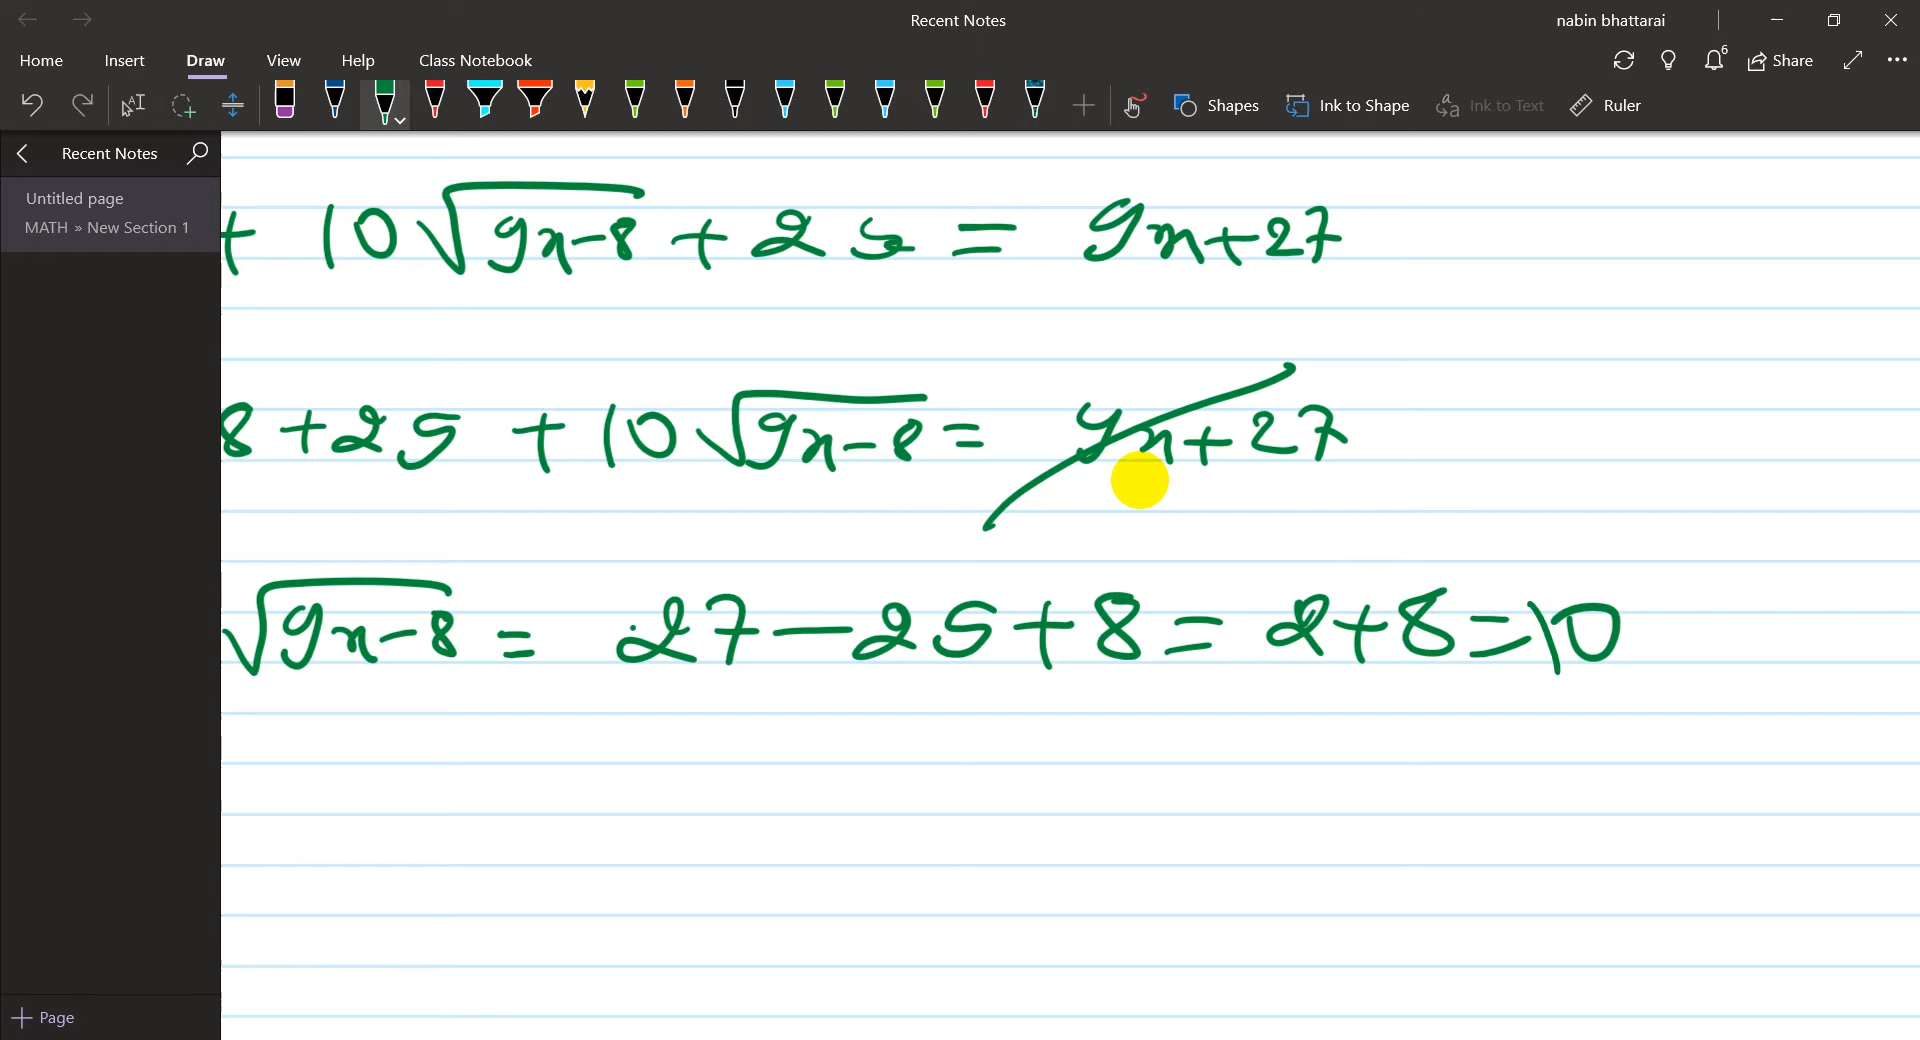 Recent Notes
nabin bhattarai
Home Insert Draw View Help Class Notebook
6
Share
Shapes Ink to Shape Ink to Text Ruler
Recent Notes
Untitled page
MATH » New Section 1
+ 10√9x-8 + 25 = 9x+27
8 +25 + 10√9x-8 = 9x+27
√9x-8 = 27-25+8 = 2+8=10
Page